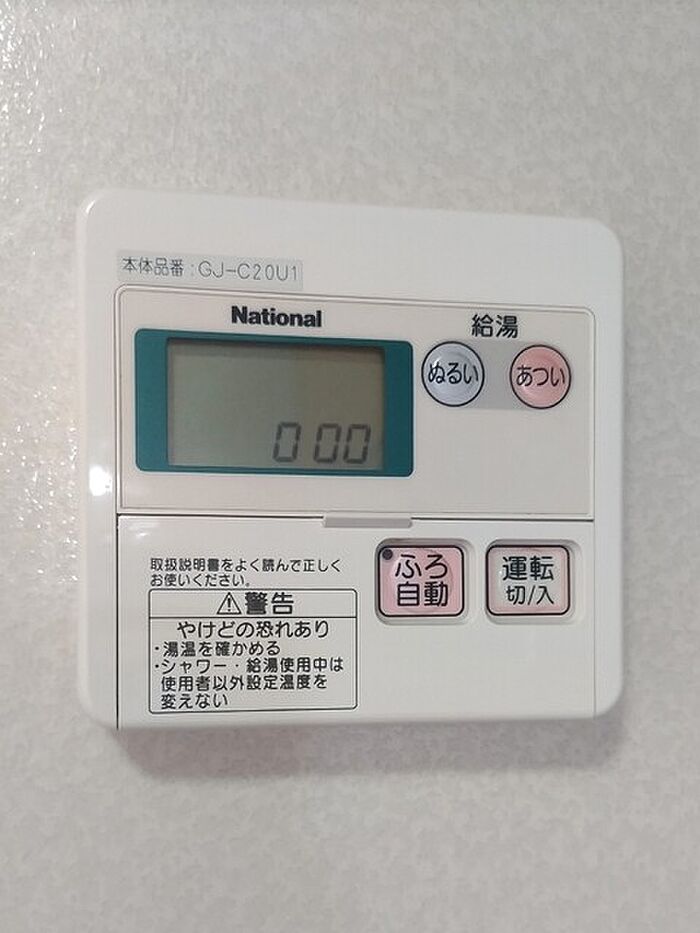 本体品番:GJ-C20U1
National
給湯
ぬるい
あつい
0 00
取扱説明書をよく読んで正しく
お使いください。
⚠警告
やけどの恐れあり
・湯温を確かめる
・シャワー・給湯使用中は
使用者以外設定温度を
変えない
ふろ
自動
運転
切/入